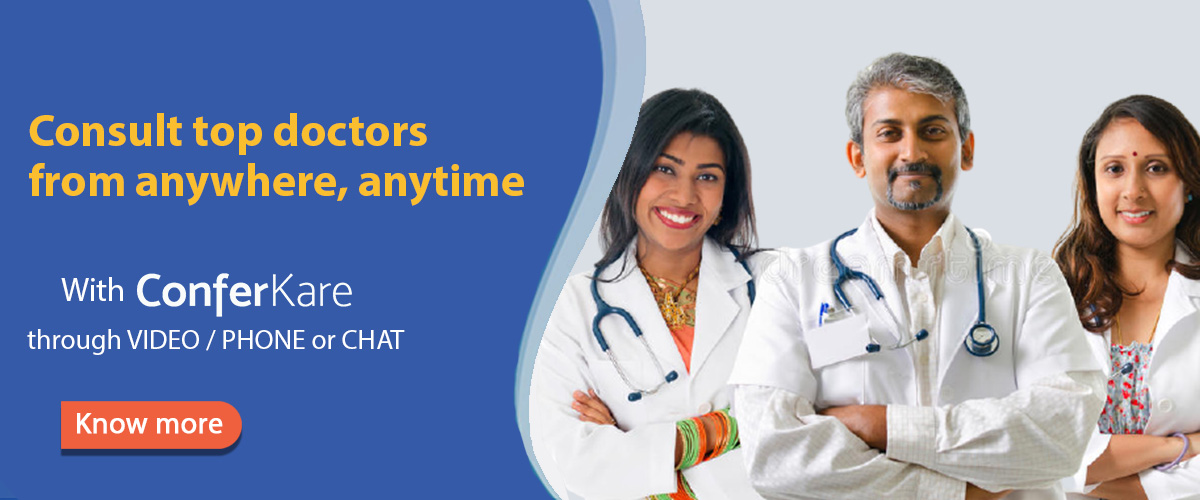 Consult top doctors
from anywhere, anytime
With ConferKare
through VIDEO / PHONE or CHAT
Know more
dreamstime